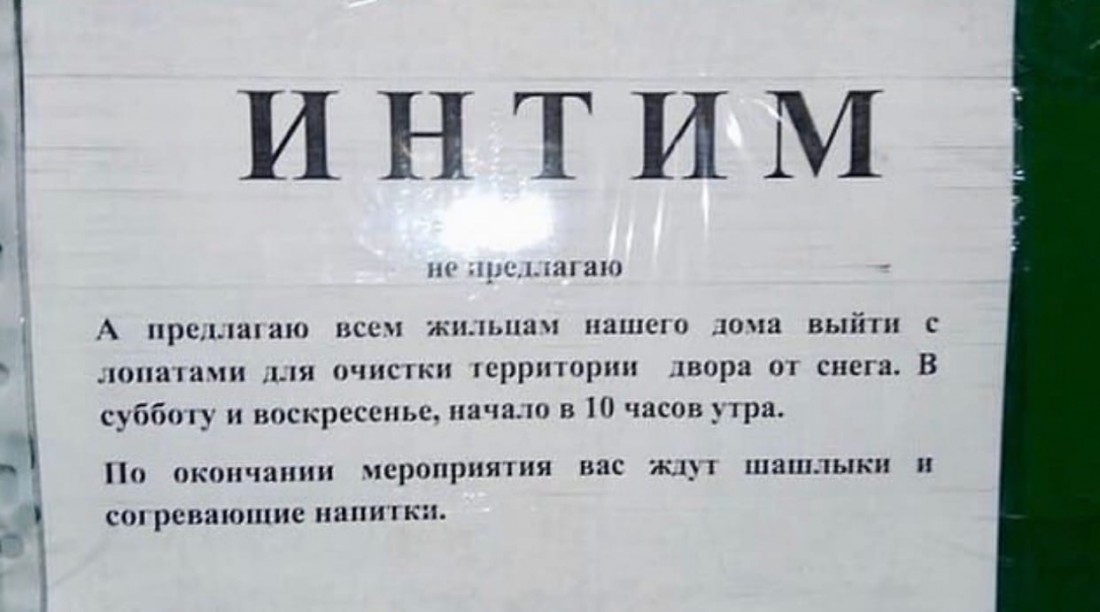 ИНТИМ
не предлагаю
А предлагаю всем жильцам нашего дома выйти с
лопатами для очистки территории двора от снега. В
субботу и воскресенье, начало в 10 часов утра.
По окончании мероприятия вас ждут шашлыки и
согревающие напитки.